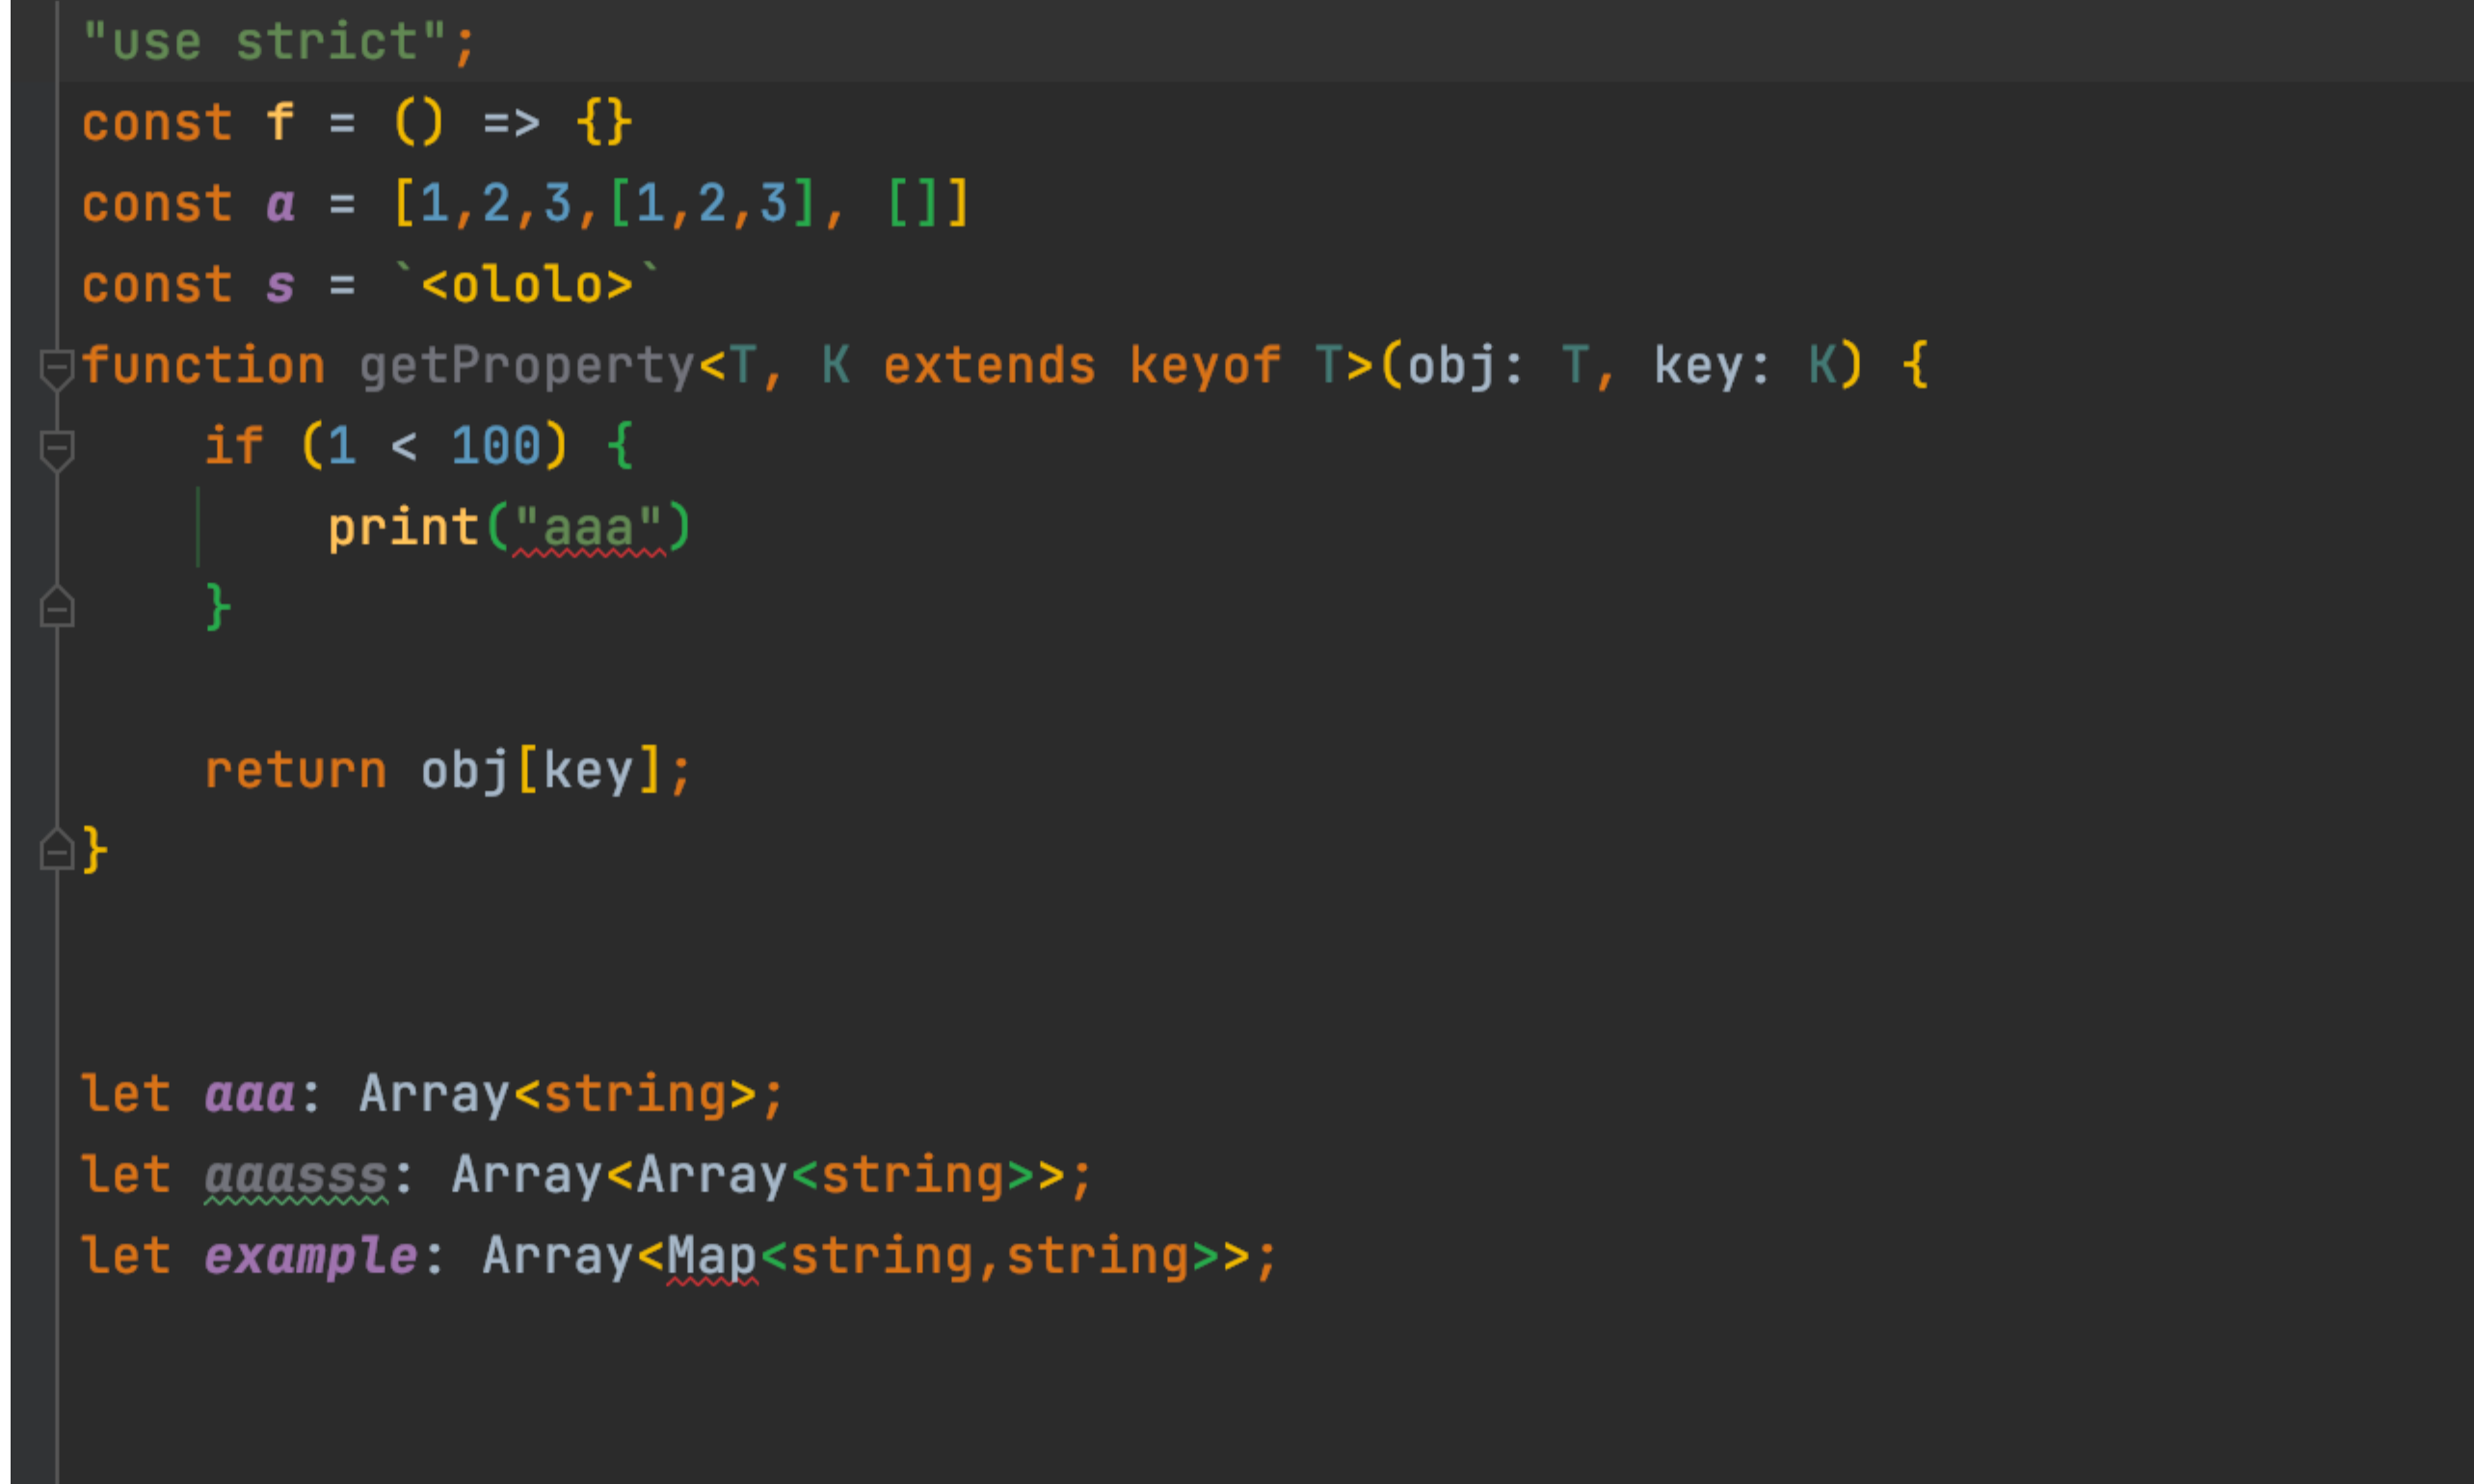 "use strict";
const f = () => {}
const a = [1,2,3,[1,2,3], []]
const s = `<ololo>`
function getProperty<T, K extends keyof T>(obj: T, key: K) {
    if (1 < 100) {
        print("aaa")
    }
    return obj[key];
}
let aaa: Array<string>;
let aaasss: Array<Array<string>>;
let example: Array<Map<string,string>>;